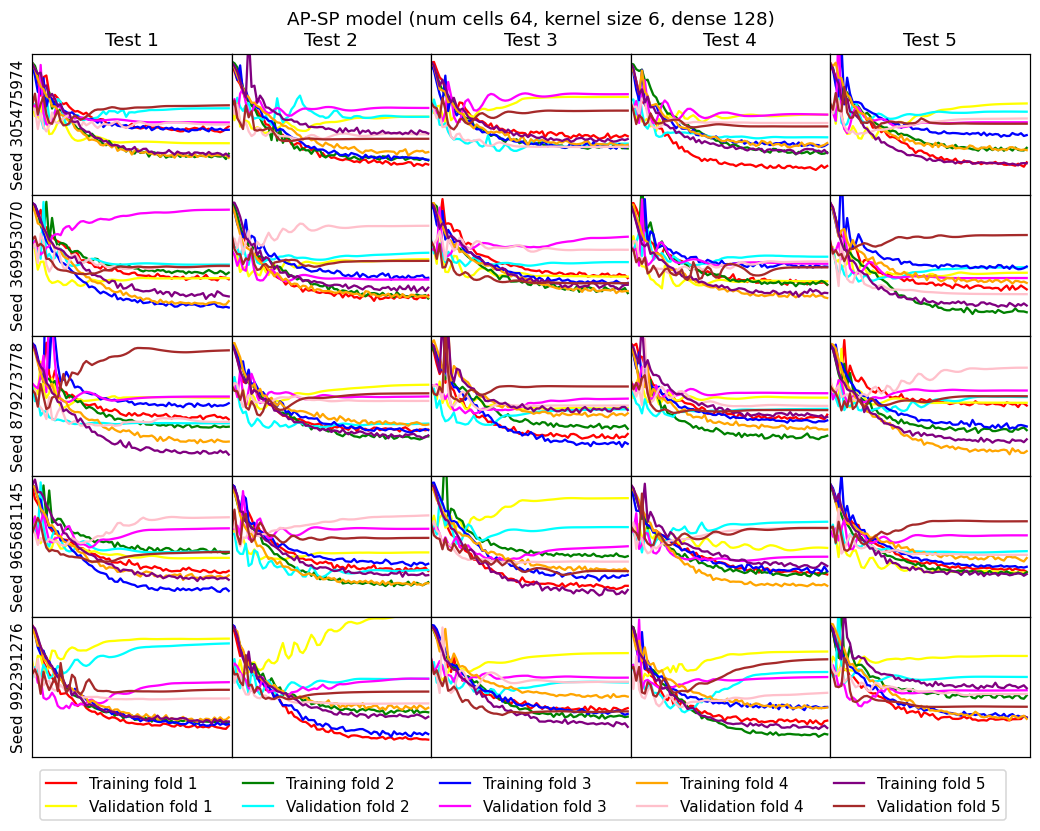 AP-SP model (num cells 64, kernel size 6, dense 128)
Test 1 Test 2 Test 3 Test 4 Test 5
Seed 305475974
Seed 369953070
Seed 879273778
Seed 965681145
Seed 992391276
Training fold 1 Training fold 2 Training fold 3 Training fold 4 Training fold 5
Validation fold 1 Validation fold 2 Validation fold 3 Validation fold 4 Validation fold 5